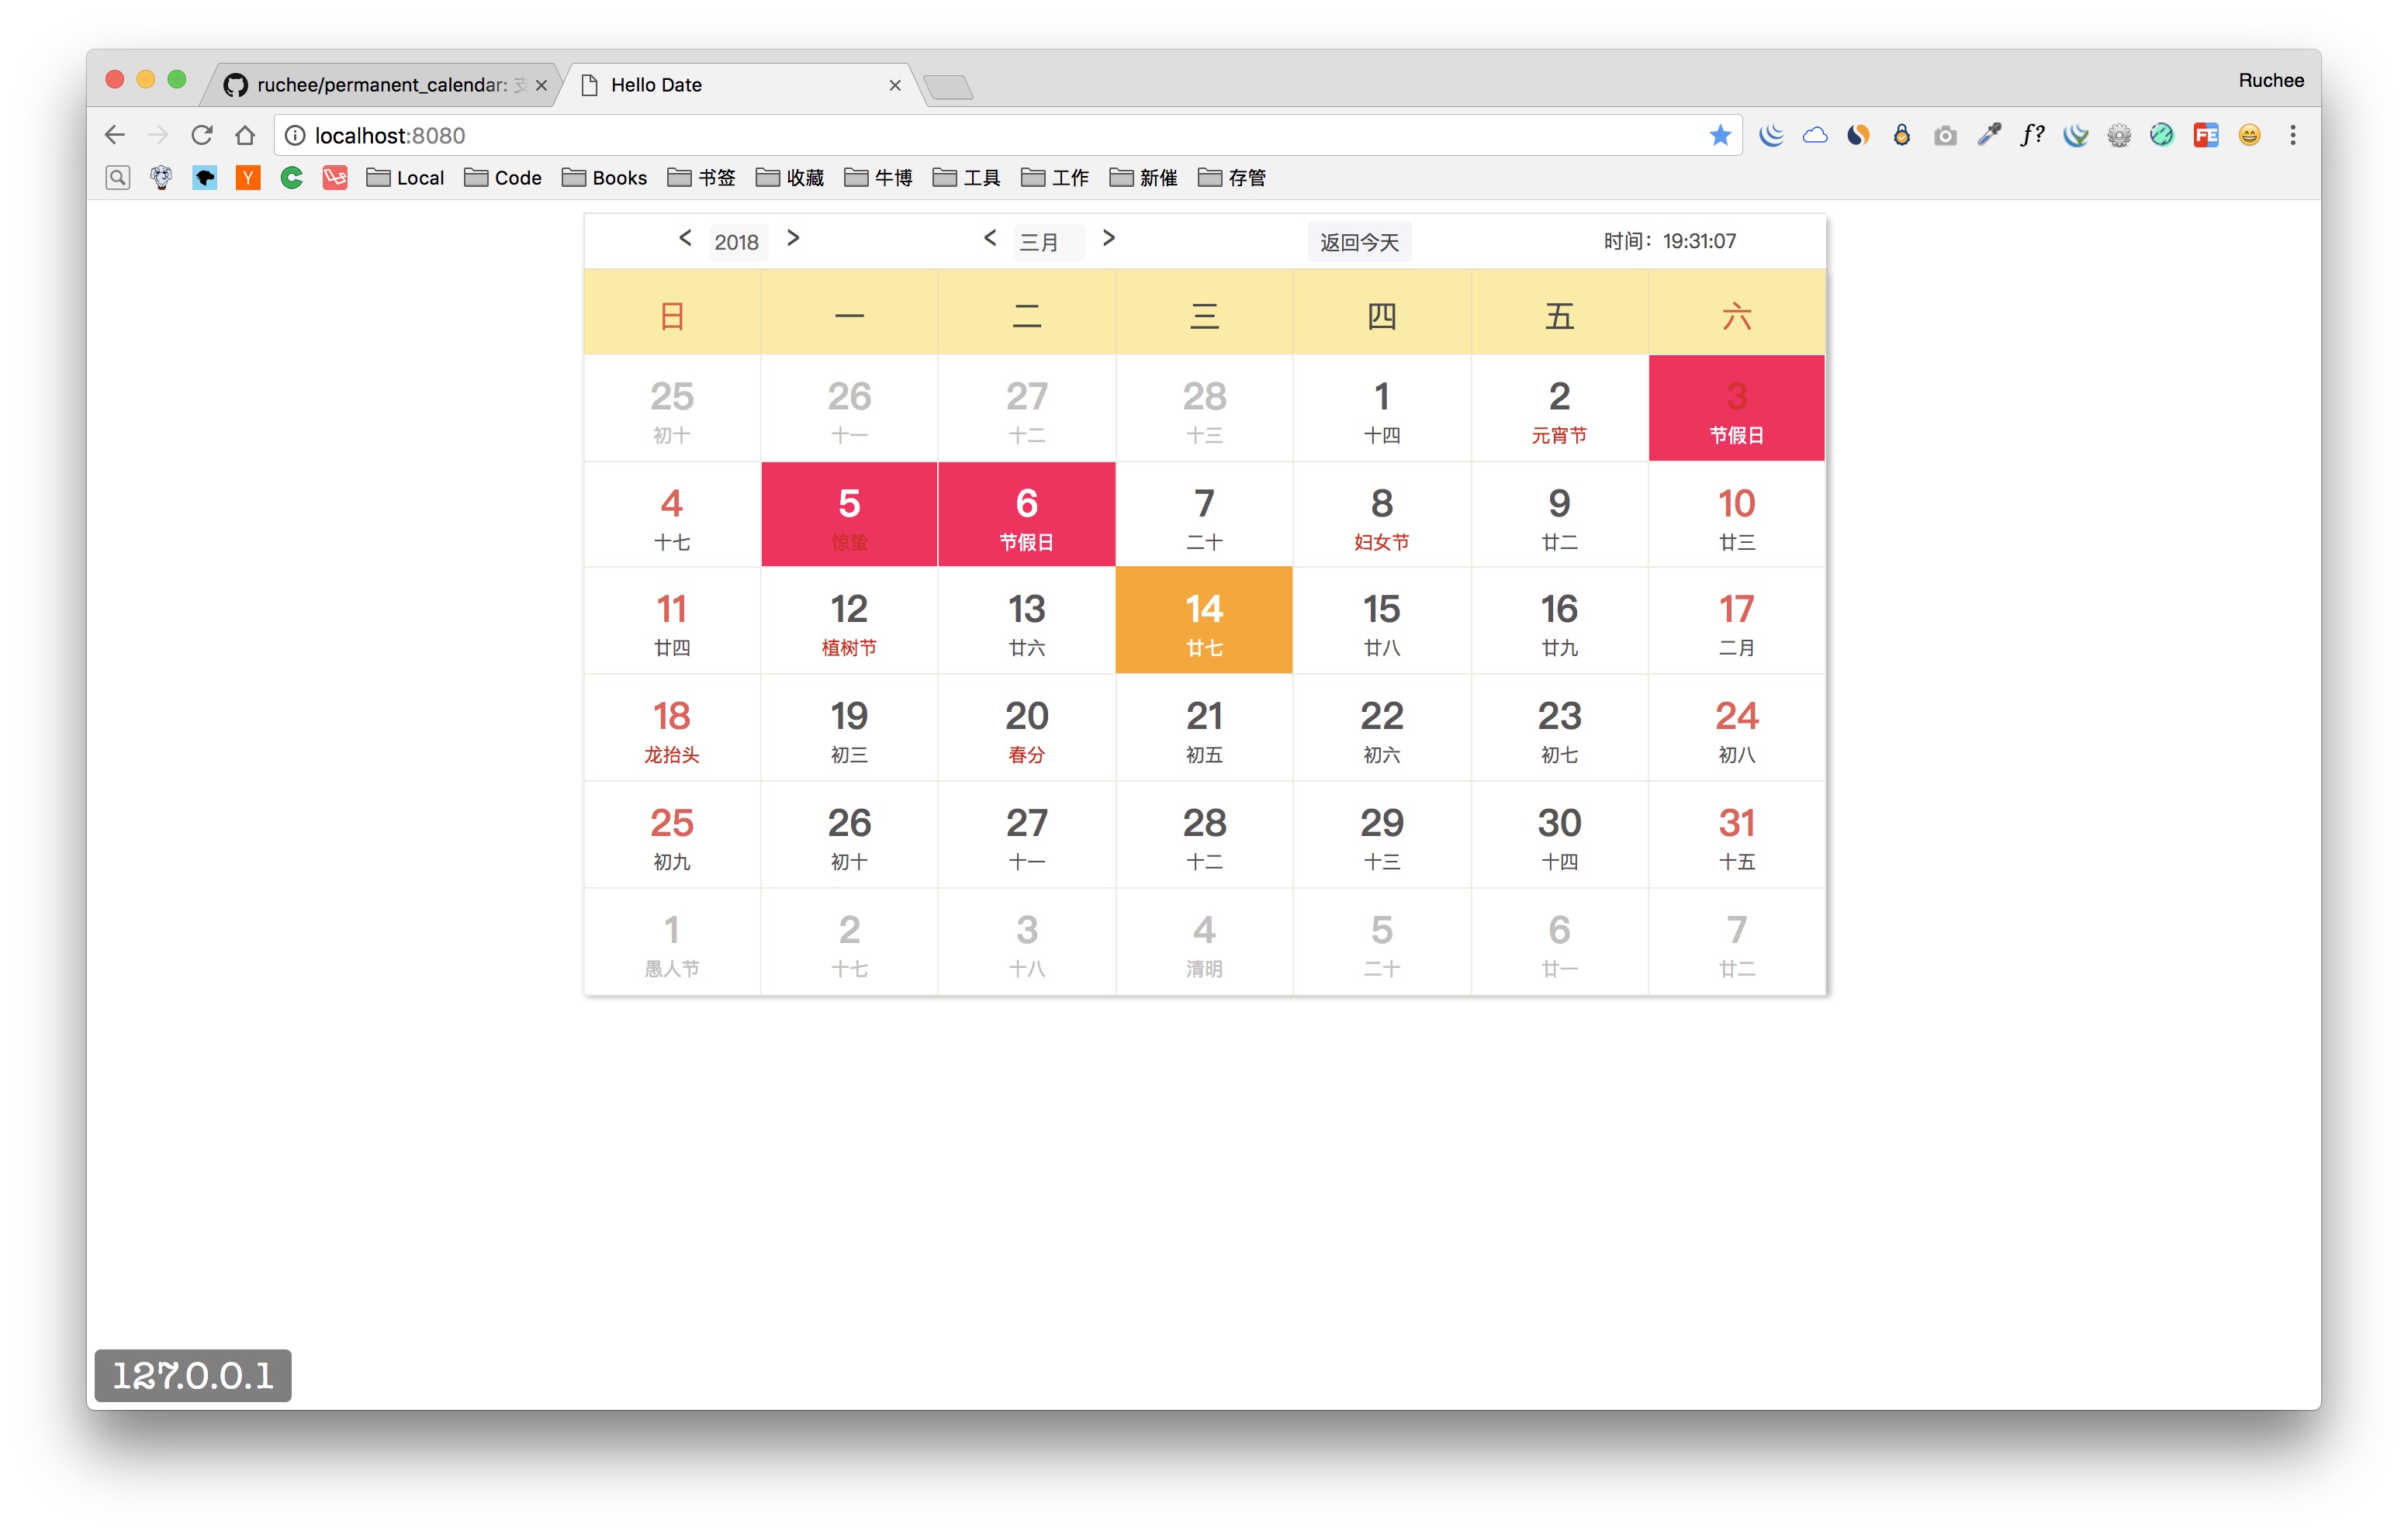 ruchee/permanent_calendar: 支
Hello Date
Ruchee
localhost:8080
f?
FE
Y
Local Code Books 书签 收藏 牛博 工具 工作 新催 存管
< 2018 > < 三月 > 返回今天 时间：19:31:07
日 一 二 三 四 五 六
25 26 27 28 1 2 3
初十 十一 十二 十三 十四 元宵节 节假日
4 5 6 7 8 9 10
十七 惊蛰 节假日 二十 妇女节 廿二 廿三
11 12 13 14 15 16 17
廿四 植树节 廿六 廿七 廿八 廿九 二月
18 19 20 21 22 23 24
龙抬头 初三 春分 初五 初六 初七 初八
25 26 27 28 29 30 31
初九 初十 十一 十二 十三 十四 十五
1 2 3 4 5 6 7
愚人节 十七 十八 清明 二十 廿一 廿二
127.0.0.1